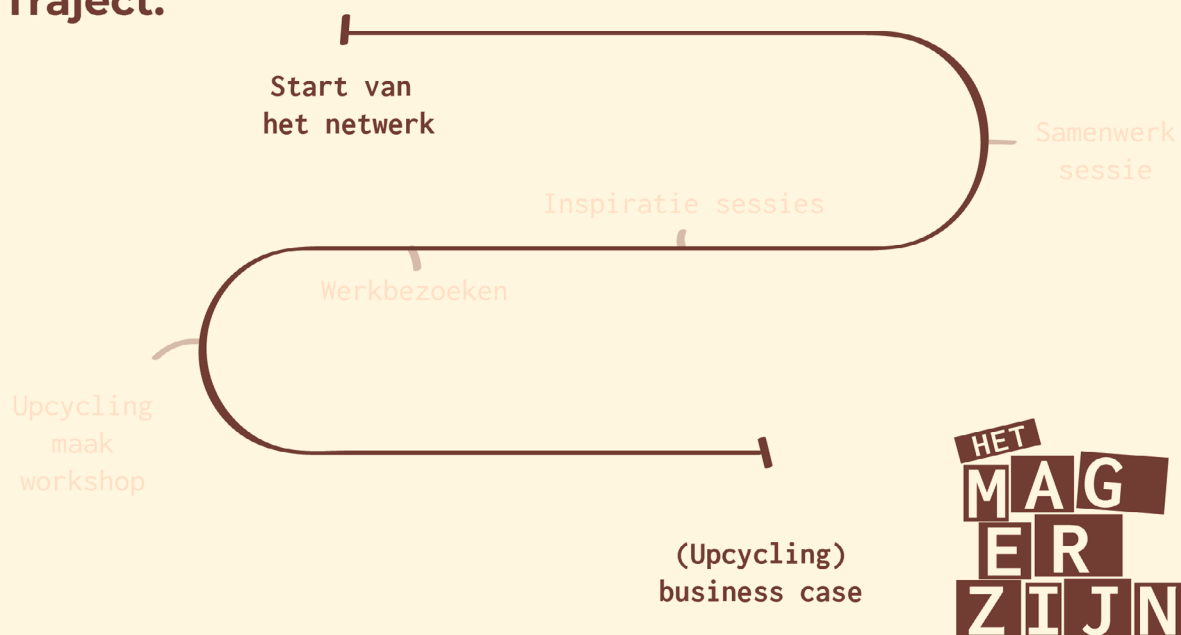 Traject.
Start van
het netwerk
Samenwerk
sessie
Inspiratie sessies
Werkbezoeken
Upcycling
maak
workshop
(Upcycling)
business case
HET
MAG
ER
ZIJN